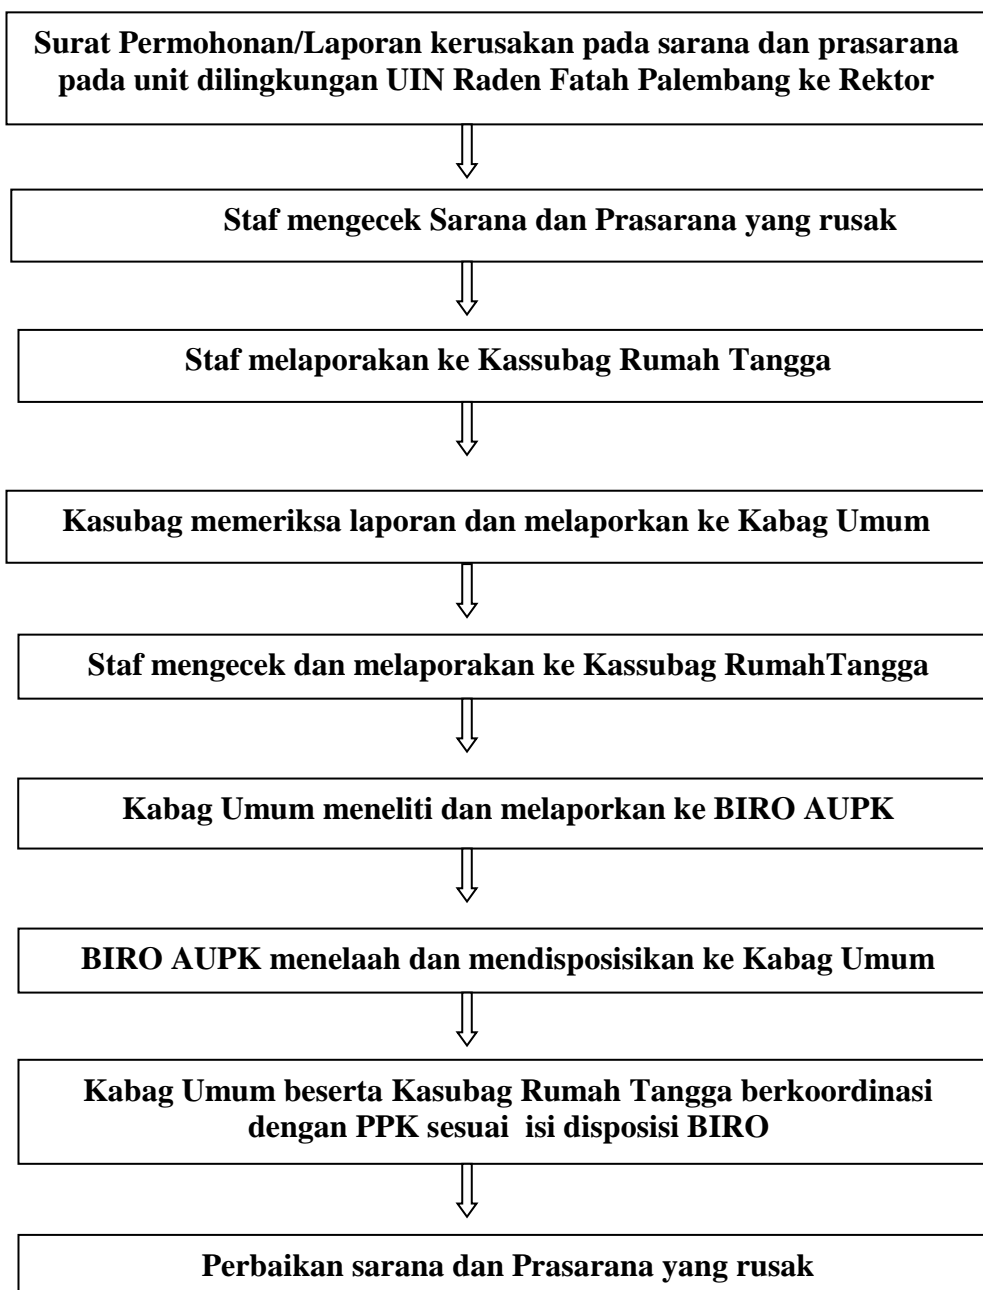 Surat Permohonan/Laporan kerusakan pada sarana dan prasarana
pada unit dilingkungan UIN Raden Fatah Palembang ke Rektor
Staf mengecek Sarana dan Prasarana yang rusak
Staf melaporakan ke Kassubag Rumah Tangga
Kasubag memeriksa laporan dan melaporkan ke Kabag Umum
Staf mengecek dan melaporakan ke Kassubag RumahTangga
Kabag Umum meneliti dan melaporkan ke BIRO AUPK
BIRO AUPK menelaah dan mendisposisikan ke Kabag Umum
Kabag Umum beserta Kasubag Rumah Tangga berkoordinasi
dengan PPK sesuai  isi disposisi BIRO
Perbaikan sarana dan Prasarana yang rusak